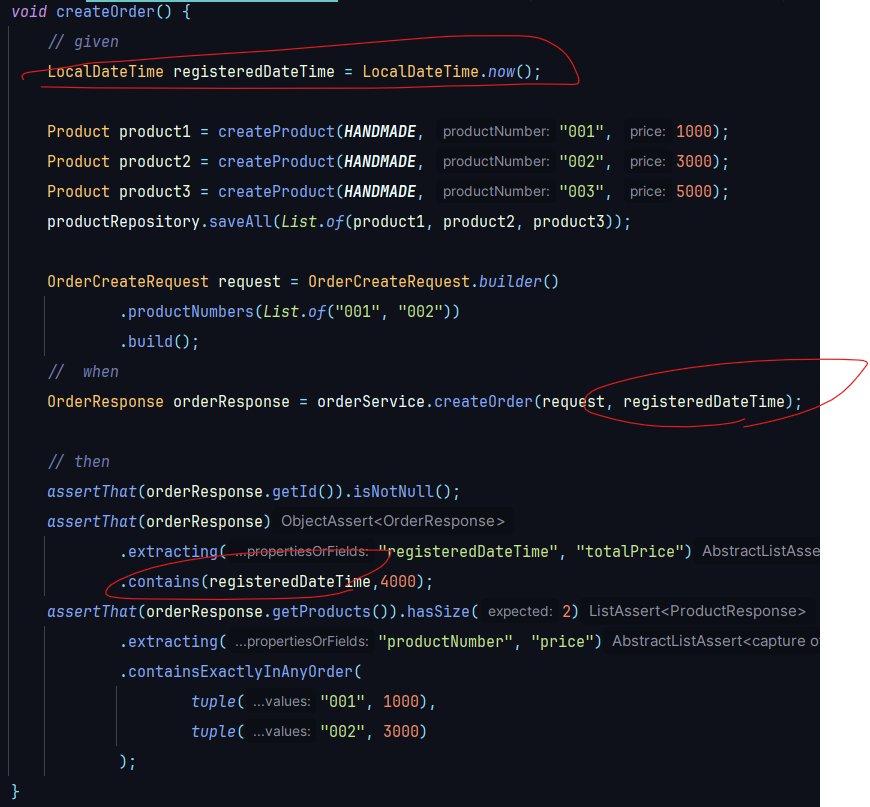 void createOrder() {
// given
LocalDateTime registeredDateTime = LocalDateTime.now();
Product product1 = createProduct(HANDMADE, productNumber: "001", price: 1000);
Product product2 = createProduct(HANDMADE, productNumber: "002", price: 3000);
Product product3 = createProduct(HANDMADE, productNumber: "003", price: 5000);
productRepository.saveAll(List.of(product1, product2, product3));
OrderCreateRequest request = OrderCreateRequest.builder()
.productNumbers(List.of("001", "002"))
.build();
//  when
OrderResponse orderResponse = orderService.createOrder(request, registeredDateTime);
// then
assertThat(orderResponse.getId()).isNotNull();
assertThat(orderResponse) ObjectAssert<OrderResponse>
.extracting( ...propertiesOrFields: "registeredDateTime", "totalPrice") AbstractListAsse
.contains(registeredDateTime,4000);
assertThat(orderResponse.getProducts()).hasSize( expected: 2) ListAssert<ProductResponse>
.extracting( ...propertiesOrFields: "productNumber", "price") AbstractListAssert<capture o
.containsExactlyInAnyOrder(
tuple( ...values: "001", 1000),
tuple( ...values: "002", 3000)
);
}